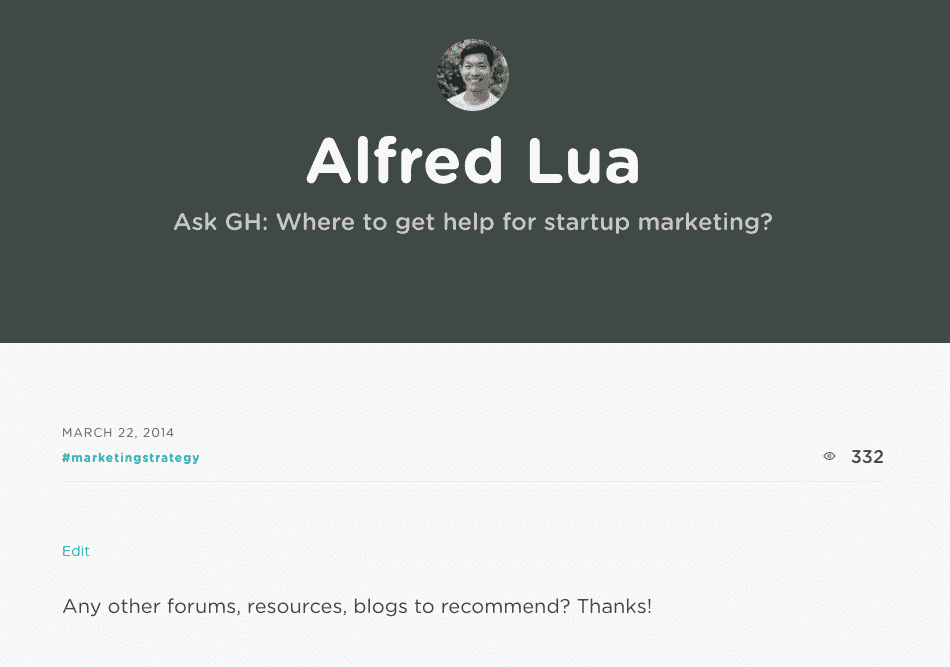 Alfred Lua
Ask GH: Where to get help for startup marketing?
MARCH 22, 2014
#marketingstrategy
332
Edit
Any other forums, resources, blogs to recommend? Thanks!